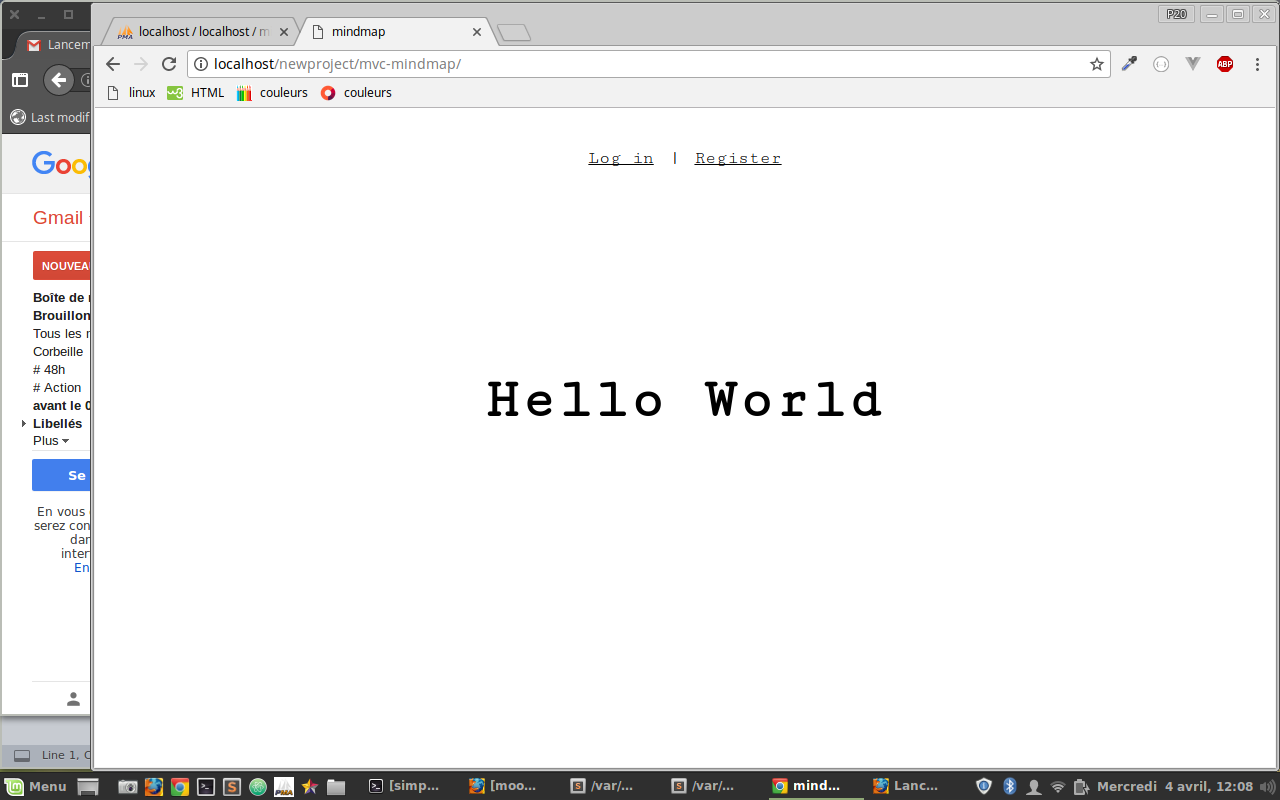 P20
localhost / localhost / m
mindmap
Lancem
localhost/newproject/mvc-mindmap/
ABP
linux
HTML
couleurs
couleurs
Last modif
Log in | Register
Hello World
Goog
Gmail
NOUVEA
Boîte de r
Brouillon
Tous les r
Corbeille
# 48h
# Action
avant le 0
Libellés
Plus
Se
En vous
serez con
dar
inter
En
Line 1, C
Menu
[simp...
[moo...
/var/...
/var/...
mind...
Lanc...
Mercredi 4 avril, 12:08